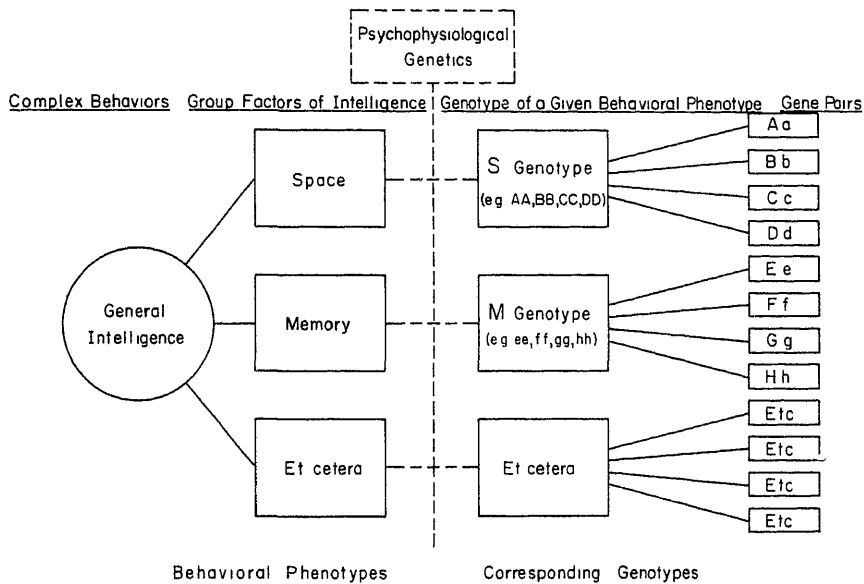 Psychophysiological
Genetics
Complex Behaviors
Group Factors of Intelligence
Genotype of a Given Behavioral Phenotype
Gene Pairs
General
Intelligence
Space
Memory
Et cetera
S Genotype
(eg AA,BB,CC,DD)
M Genotype
(eg ee,ff,gg,hh)
Et cetera
Aa
Bb
Cc
Dd
Ee
Ff
Gg
Hh
Etc
Etc
Etc
Etc
Behavioral Phenotypes
Corresponding Genotypes